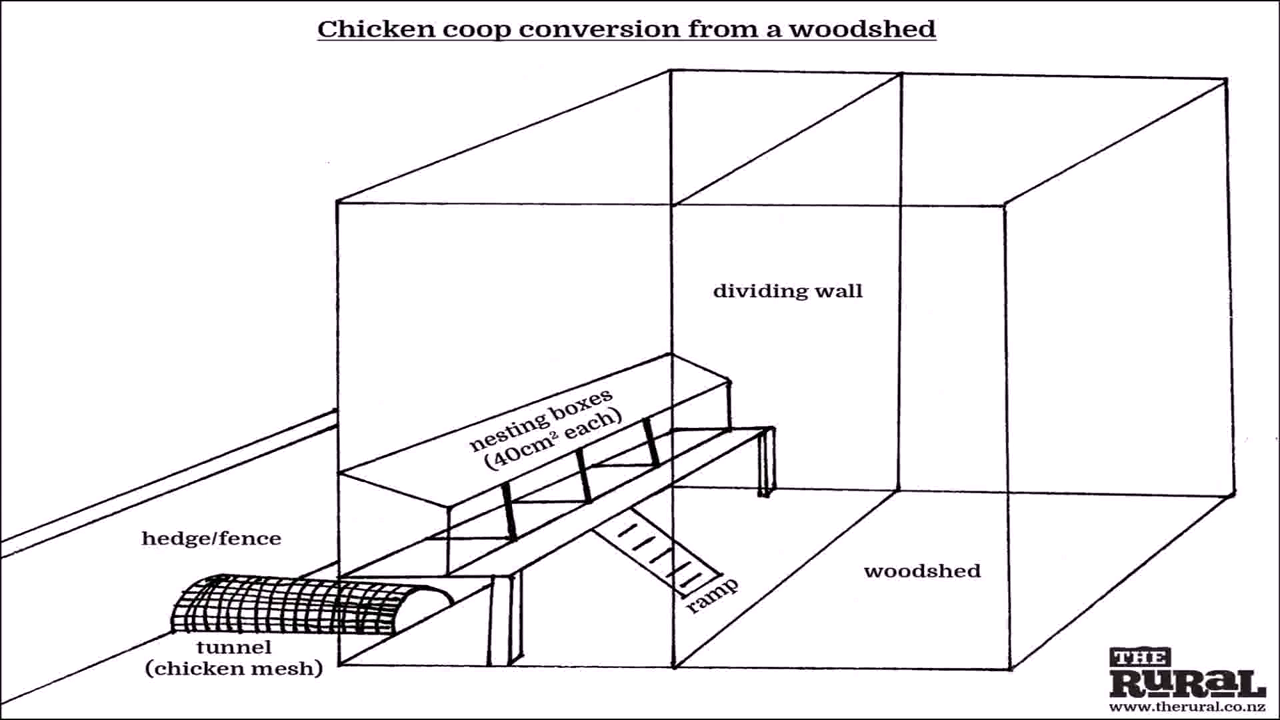 Chicken coop conversion from a woodshed
dividing wall
nesting boxes
(40cm² each)
hedge/fence
woodshed
ramp
tunnel
(chicken mesh)
THE
RURAL
www.therural.co.nz